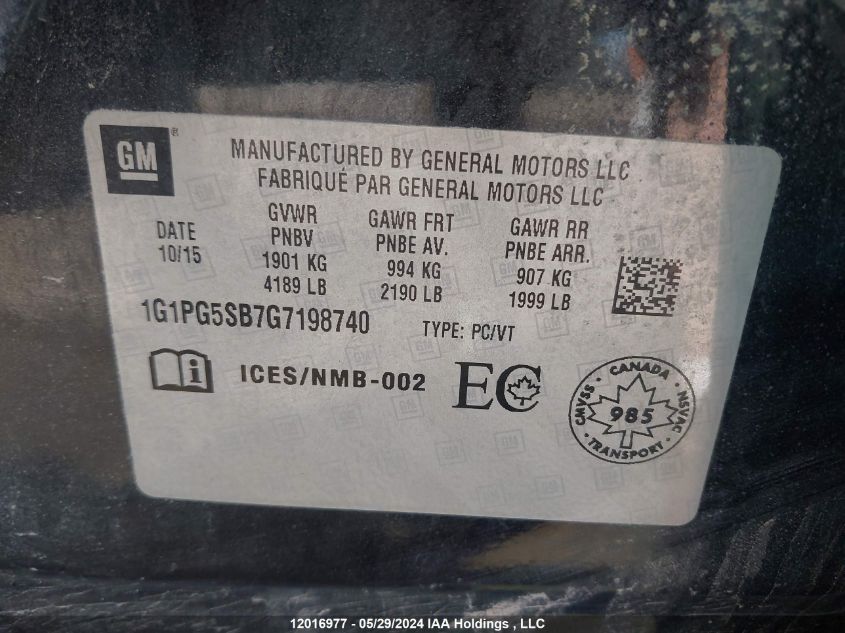 GM ®
MANUFACTURED BY GENERAL MOTORS LLC
FABRIQUÉ PAR GENERAL MOTORS LLC
DATE
10/15
GVWR
PNBV
1901 KG
4189 LB
GAWR FRT
PNBE AV.
994 KG
2190 LB
GAWR RR
PNBE ARR.
907 KG
1999 LB
1G1PG5SB7G7198740
TYPE: PC/VT
i
ICES/NMB-002
EC
CANADA
CMVSS
985
NSVAC
TRANSPORT
12016977 - 05/29/2024 IAA Holdings , LLC